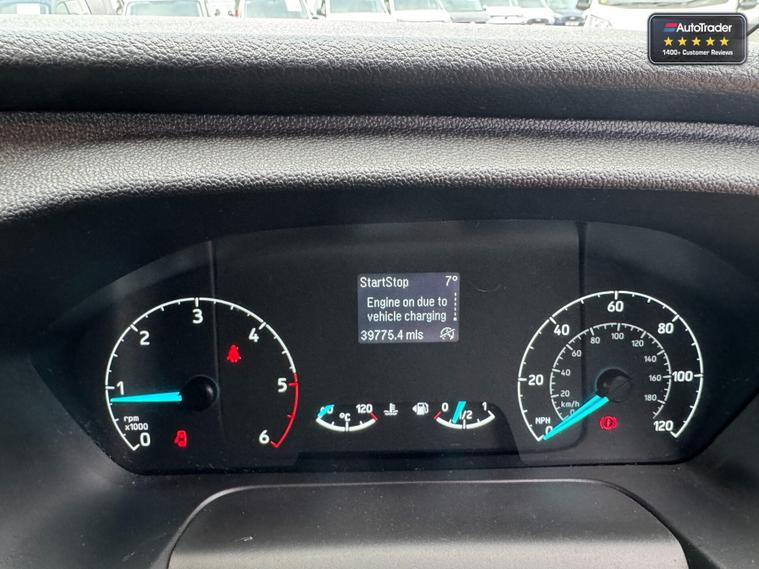 AutoTrader
1400+ Customer Reviews
StartStop 7°
Engine on due to
vehicle charging
39775.4 mls
0 1 2 3 4 5 6
rpm
x1000
°C 120
0 1/2 1
0 20 40 60 80 100 120
MPH
0 20 40 60 80 100 120 140 160 180
km/h